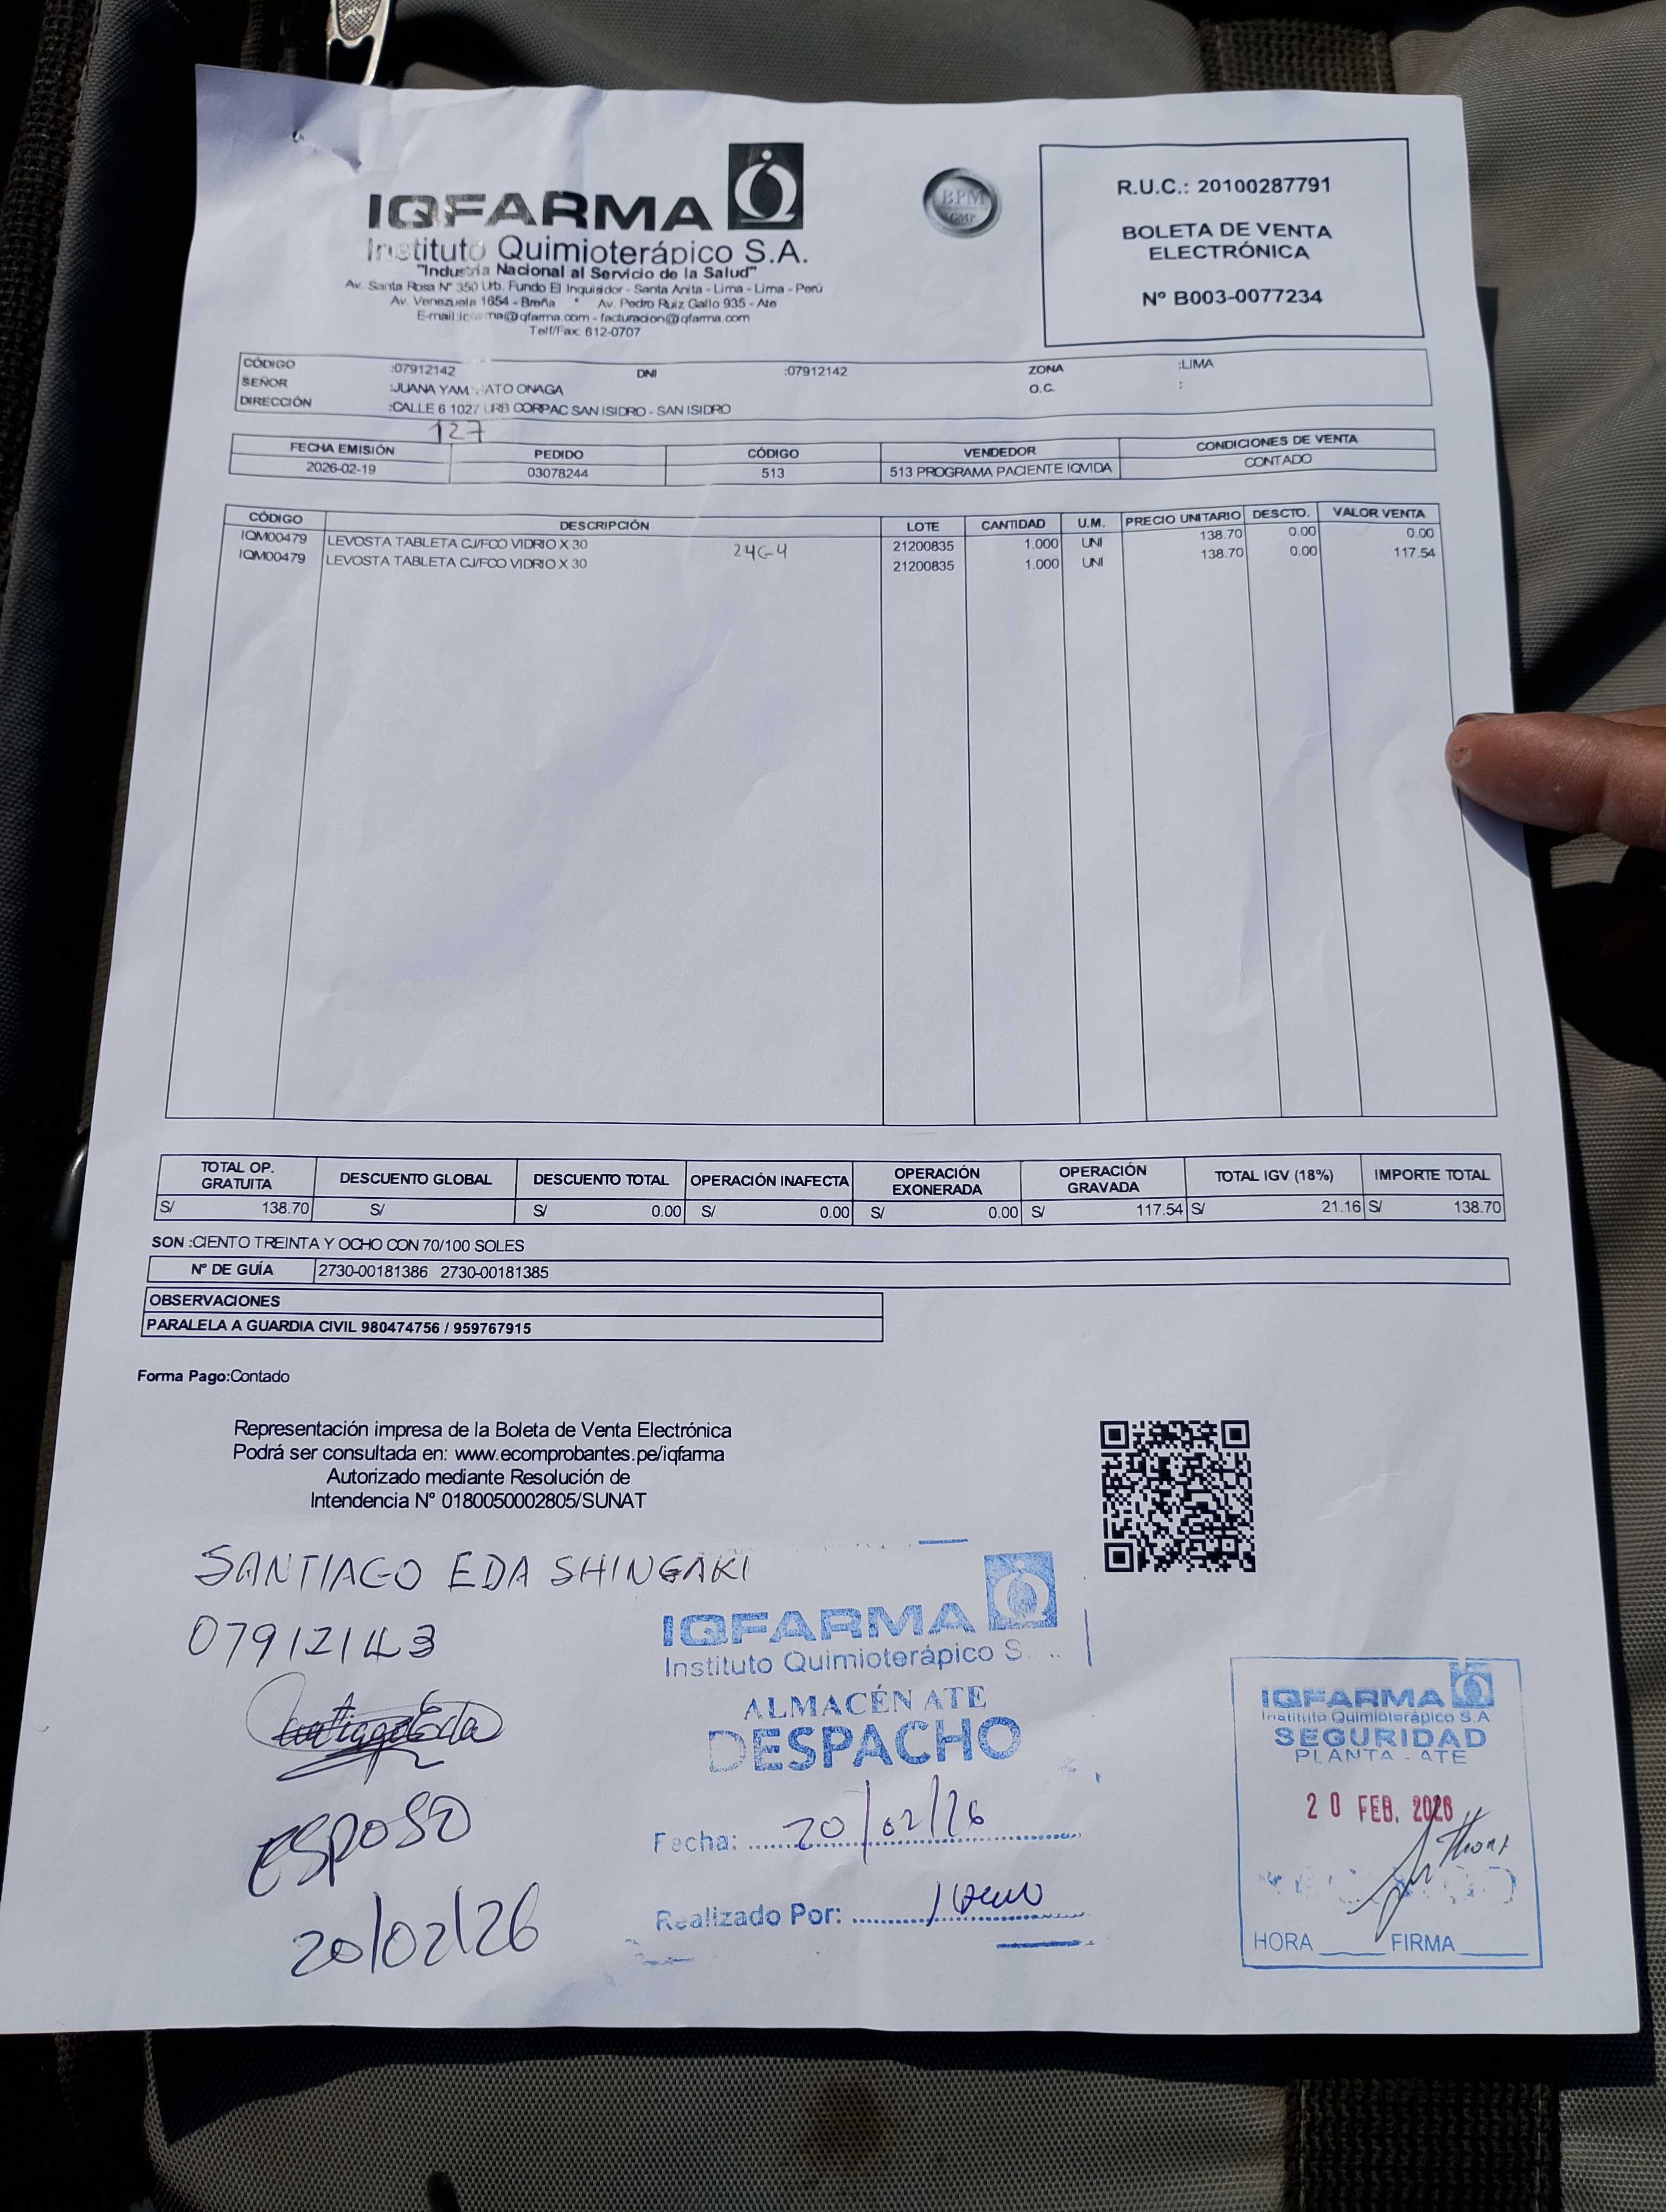 IQFARMA
Instituto Quimioterápico S.A.
"Industria Nacional al Servicio de la Salud"
Av. Santa Rosa N° 350 Urb. Fundo El Inquisidor - Santa Anita - Lima - Lima - Perú
Av. Venezuela 1654 - Breña * Av. Pedro Ruiz Gallo 935 - Ate
facturacion@iqfarma.com
Telf/Fax: 612-0707
BPM
GMP
R.U.C.: 20100287791
BOLETA DE VENTA
ELECTRÓNICA
Nº B003-0077234
CÓDIGO :07912142 DNI :07912142 ZONA :LIMA
SEÑOR :JUANA ONAGA O.C. :
DIRECCIÓN :CALLE 6 1027 URB CORPAC SAN ISIDRO - SAN ISIDRO
127
FECHA EMISIÓN PEDIDO CÓDIGO VENDEDOR CONDICIONES DE VENTA
2026-02-19 03078244 513 513 PROGRAMA PACIENTE IQVIDA CONTADO
CÓDIGO DESCRIPCIÓN LOTE CANTIDAD U.M. PRECIO UNITARIO DESCTO. VALOR VENTA
IQM00479 LEVOSTA TABLETA CJ/FCO VIDRIO X 30 21200835 1.000 UNI 138.70 0.00 0.00
IQM00479 LEVOSTA TABLETA CJ/FCO VIDRIO X 30 21200835 1.000 UNI 138.70 0.00 117.54
TOTAL OP. GRATUITA DESCUENTO GLOBAL DESCUENTO TOTAL OPERACIÓN INAFECTA OPERACIÓN EXONERADA OPERACIÓN GRAVADA TOTAL IGV (18%) IMPORTE TOTAL
S/ 138.70 S/ S/ 0.00 S/ 0.00 S/ 0.00 S/ 117.54 S/ 21.16 S/ 138.70
SON :CIENTO TREINTA Y OCHO CON 70/100 SOLES
Nº DE GUÍA 2730-00181386 2730-00181385
OBSERVACIONES
PARALELA A GUARDIA CIVIL 980474756 / 959767915
Forma Pago:Contado
Representación impresa de la Boleta de Venta Electrónica
Podrá ser consultada en: www.ecomprobantes.pe/iqfarma
Autorizado mediante Resolución de
Intendencia Nº 0180050002805/SUNAT
SANTIAGO EDA SHINGAKI
07912143
ESPOSO
20/02/26
IQFARMA
Instituto Quimioterápico S
ALMACÉN ATE
DESPACHO
Fecha: 20/02/26
Realizado Por:
IQFARMA
Instituto Quimioterápico S.A
SEGURIDAD
PLANTA - ATE
20 FEB. 2026
HORA FIRMA